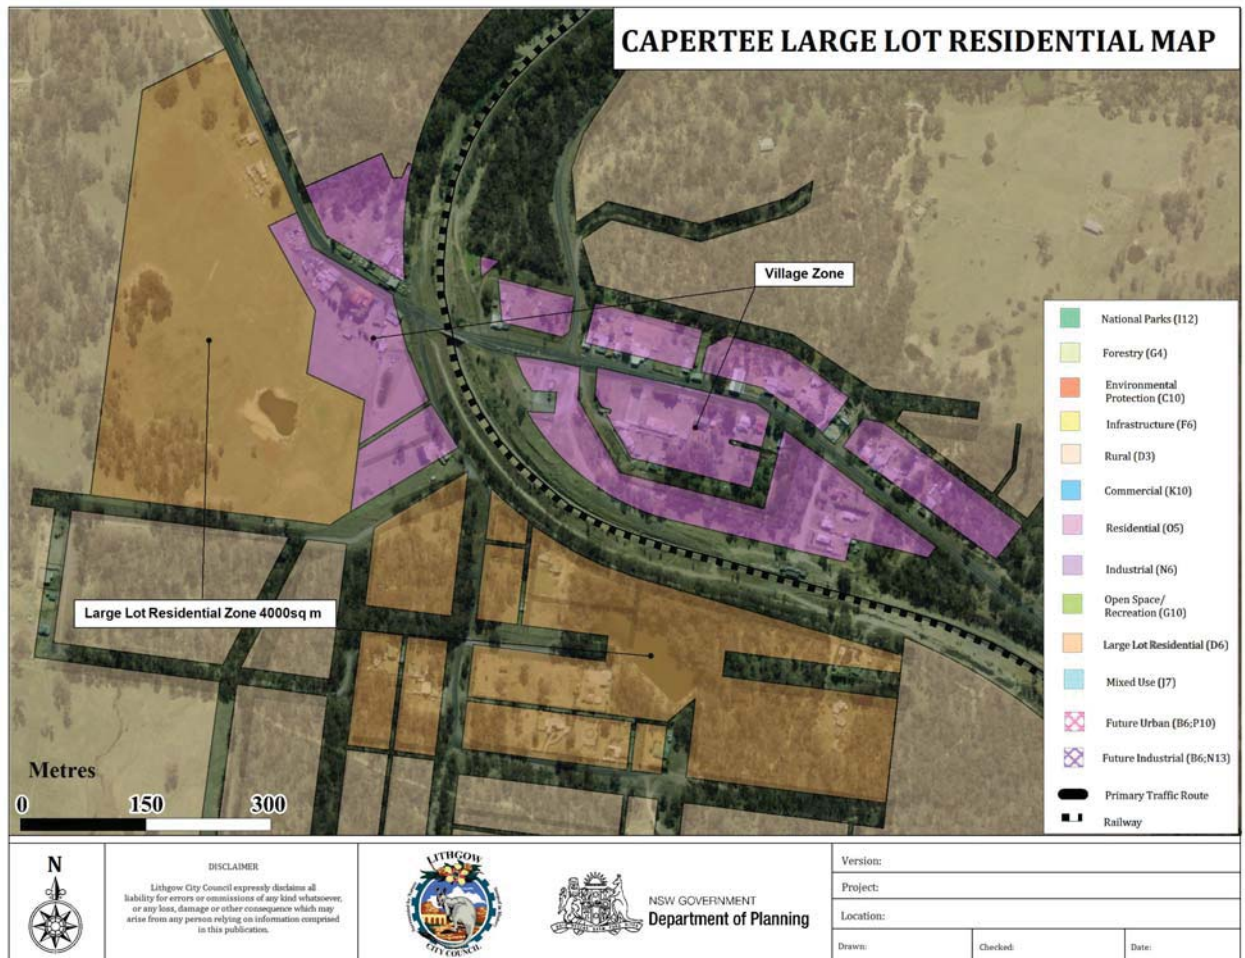 CAPERTEE LARGE LOT RESIDENTIAL MAP
Village Zone
Large Lot Residential Zone 4000sq m
National Parks (I12)
Forestry (G4)
Environmental
Protection (C10)
Infrastructure (F6)
Rural (D3)
Commercial (K10)
Residential (O5)
Industrial (N6)
Open Space/
Recreation (G10)
Large Lot Residential (D6)
Mixed Use (J7)
Future Urban (B6;P10)
Future Industrial (B6;N13)
Primary Traffic Route
Railway
Metres
0 150 300
N
DISCLAIMER
Lithgow City Council expressly disclaims all
liability for errors or ommissions of any kind whatsoever,
or any loss, damage or other consequence which may
arise from any person relying on information comprised
in this publication.
LITHGOW
CITY COUNCIL
NSW GOVERNMENT
Department of Planning
Version:
Project:
Location:
Drawn: Checked: Date: